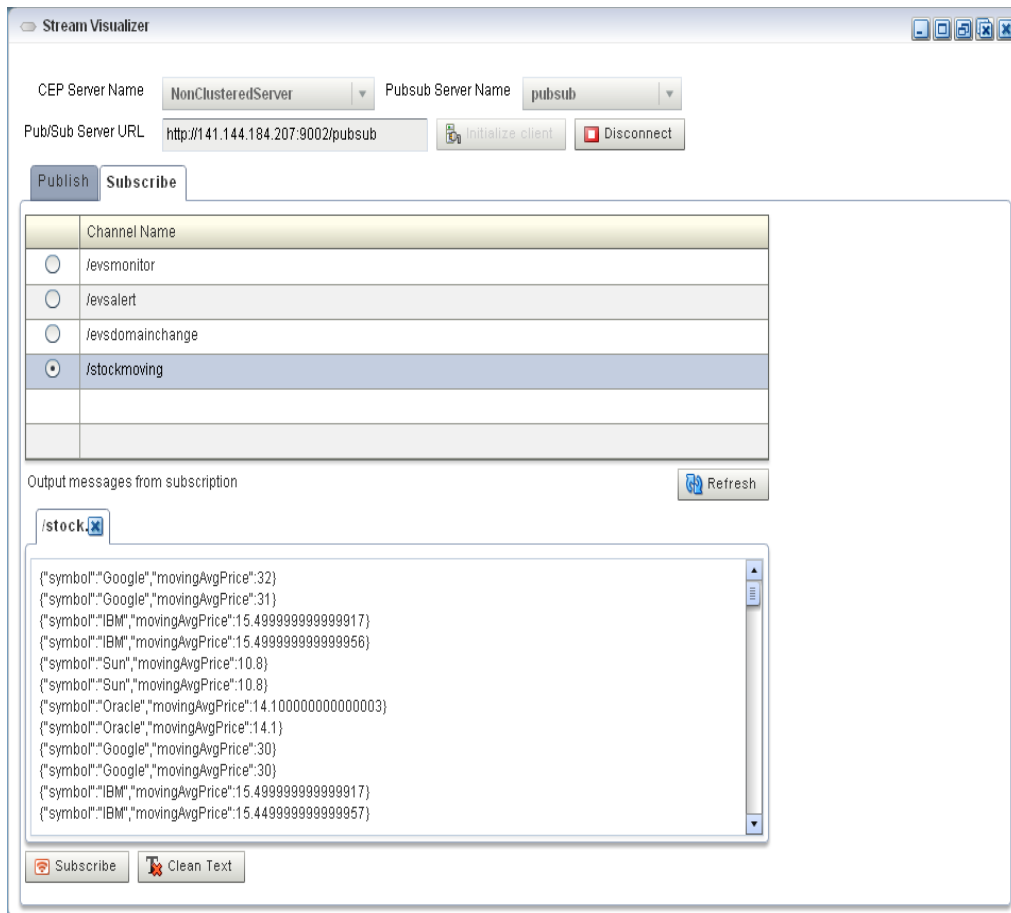 Stream Visualizer
CEP Server Name NonClusteredServer Pubsub Server Name pubsub
Pub/Sub Server URL http://141.144.184.207:9002/pubsub Initialize client Disconnect
Publish Subscribe
Channel Name
/evsmonitor
/evsalert
/evsdomainchange
/stockmoving
Output messages from subscription Refresh
/stock.
{"symbol":"Google","movingAvgPrice":32}
{"symbol":"Google","movingAvgPrice":31}
{"symbol":"IBM","movingAvgPrice":15.499999999999917}
{"symbol":"IBM","movingAvgPrice":15.499999999999956}
{"symbol":"Sun","movingAvgPrice":10.8}
{"symbol":"Sun","movingAvgPrice":10.8}
{"symbol":"Oracle","movingAvgPrice":14.100000000000003}
{"symbol":"Oracle","movingAvgPrice":14.1}
{"symbol":"Google","movingAvgPrice":30}
{"symbol":"Google","movingAvgPrice":30}
{"symbol":"IBM","movingAvgPrice":15.499999999999917}
{"symbol":"IBM","movingAvgPrice":15.449999999999957}
Subscribe Clean Text